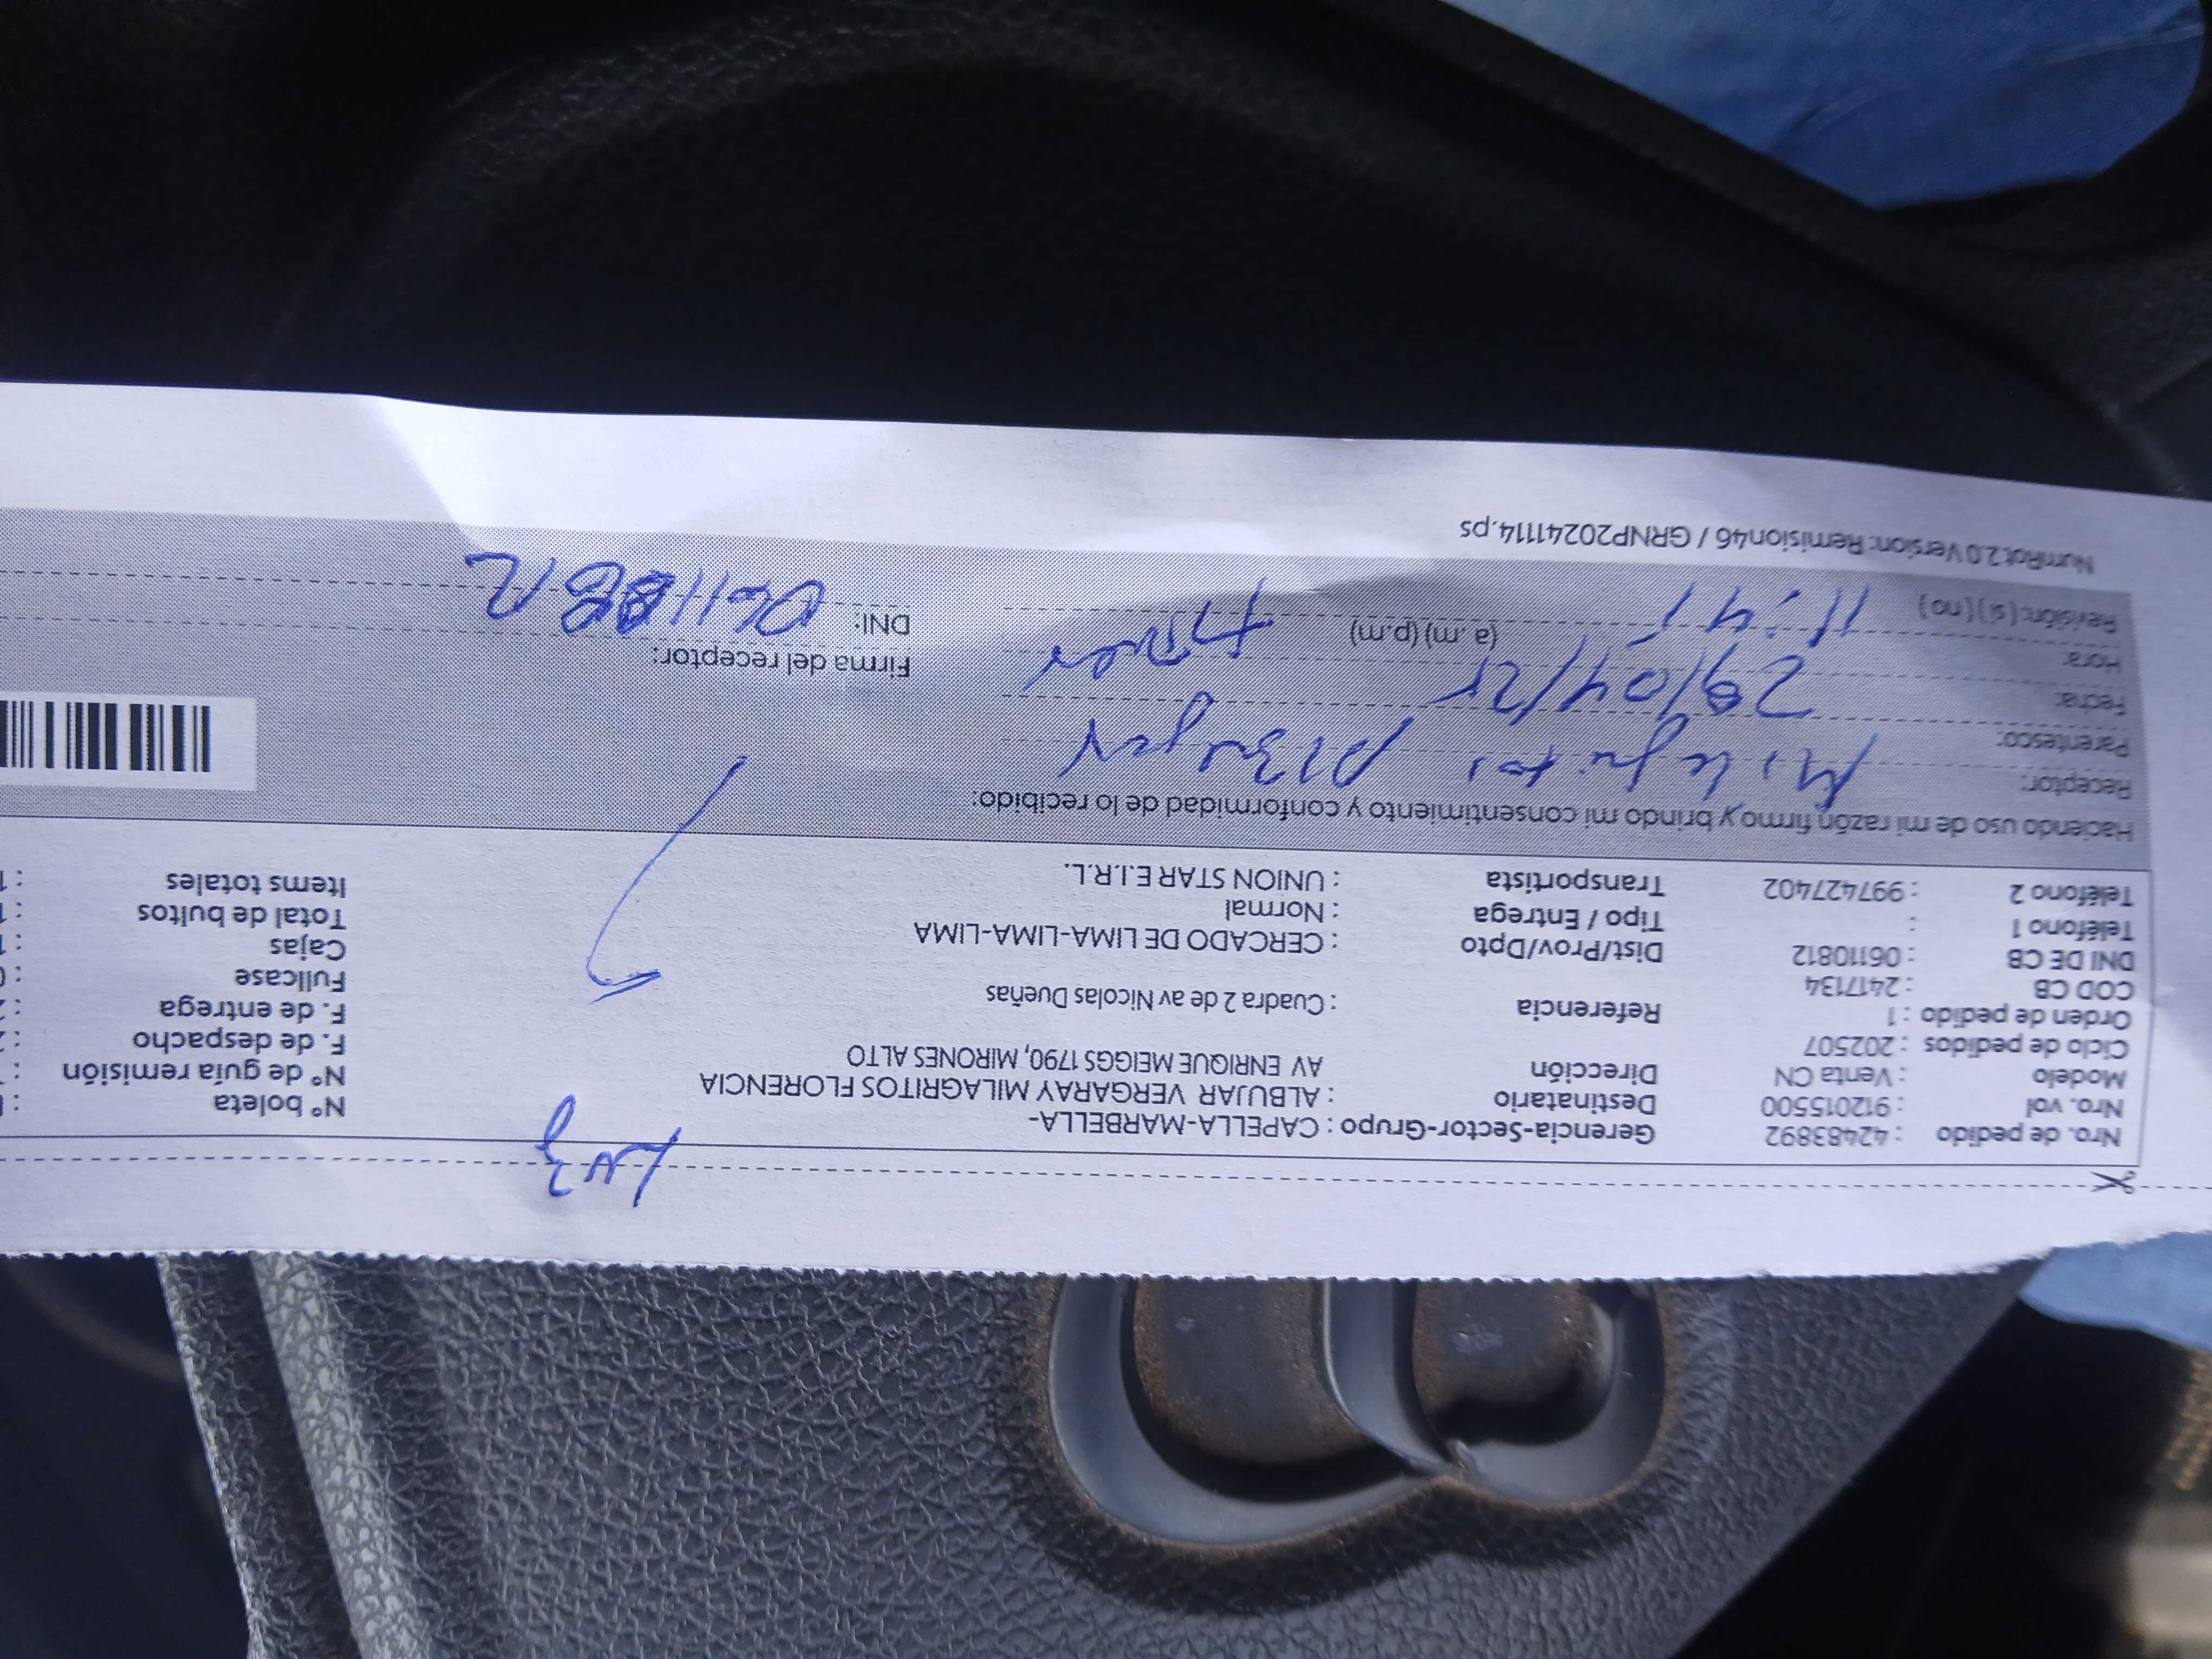 Luz
Nro. de pedido : 42483892
Nro. vol : 912015500
Modelo : Venta CN
Ciclo de pedidos : 202507
Orden de pedido : 1
COD CB : 2417134
DNI DE CB : 06110812
Teléfono 1 :
Teléfono 2 : 997427402
Gerencia-Sector-Grupo : CAPELLA-MARBELLA-
Destinatario : ALBUJAR VERGARAY MILAGRITOS FLORENCIA
Dirección AV ENRIQUE MEIGGS 1790, MIRONES ALTO
Referencia : Cuadra 2 de av Nicolas Dueñas
Dist/Prov/Dpto : CERCADO DE LIMA-LIMA-LIMA
Tipo / Entrega : Normal
Transportista : UNION STAR E.I.R.L.
N° boleta :
N° de guía remisión :
F. de despacho :
F. de entrega :
Fullcase :
Cajas :
Total de bultos :
Items totales :
Haciendo uso de mi razón firmo y brindo mi consentimiento y conformidad de lo recibido:
Receptor: Milagritos
Parentesco:
Fecha:
Hora: 11:41 (a.m) (p.m)
Revisión: ( si ) ( no )
Firma del receptor:
DNI:
NumRot 2.0 Version: Remision46 / GRNP20241114.ps